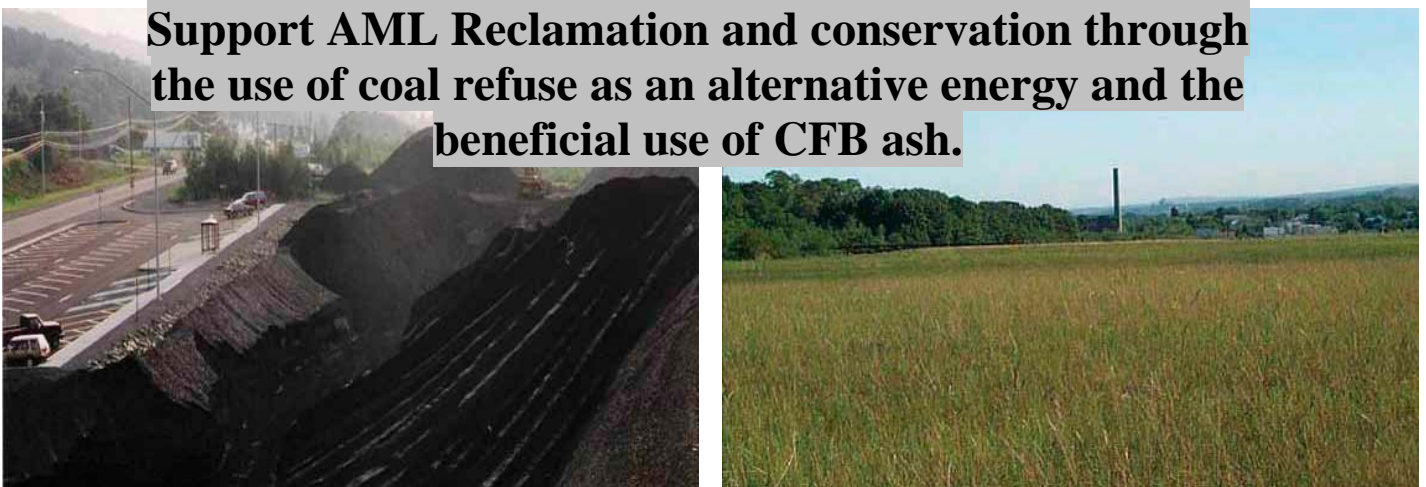 Support AML Reclamation and conservation through
the use of coal refuse as an alternative energy and the
beneficial use of CFB ash.